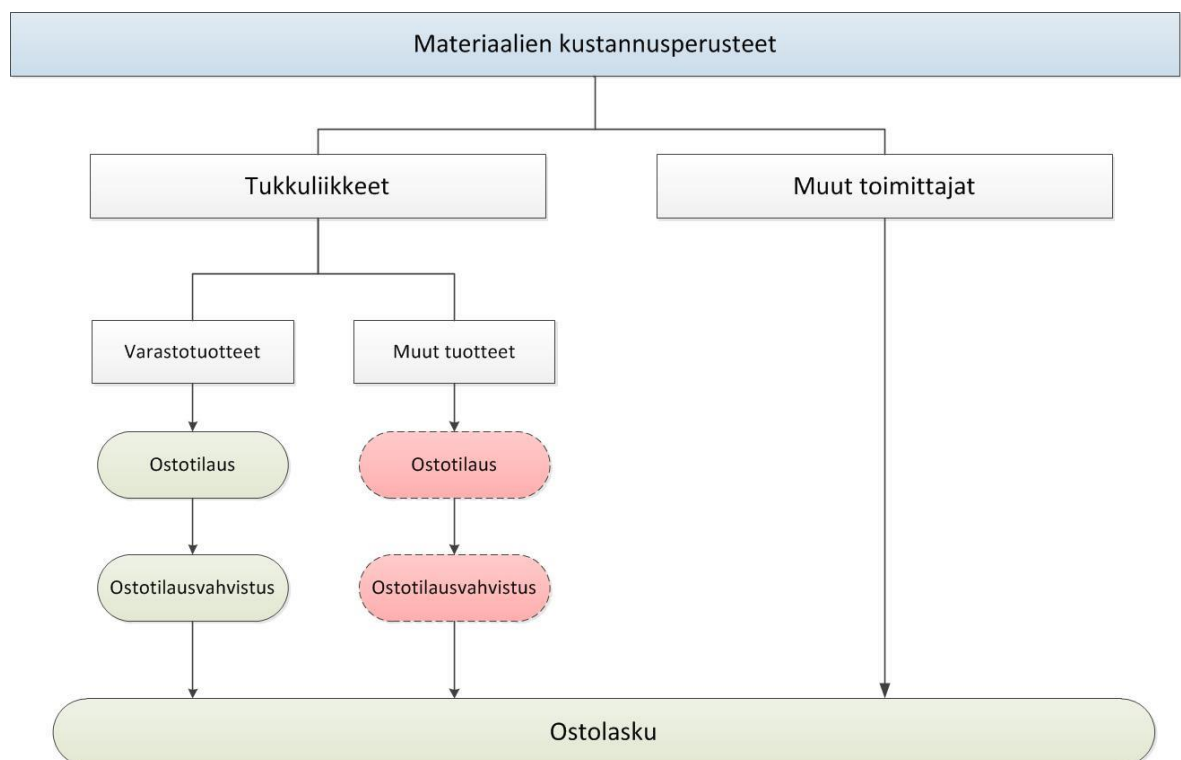 Materiaalien kustannusperusteet
Tukkuliikkeet
Muut toimittajat
Varastotuotteet
Muut tuotteet
Ostotilaus
Ostotilaus
Ostotilausvahvistus
Ostotilausvahvistus
Ostolasku